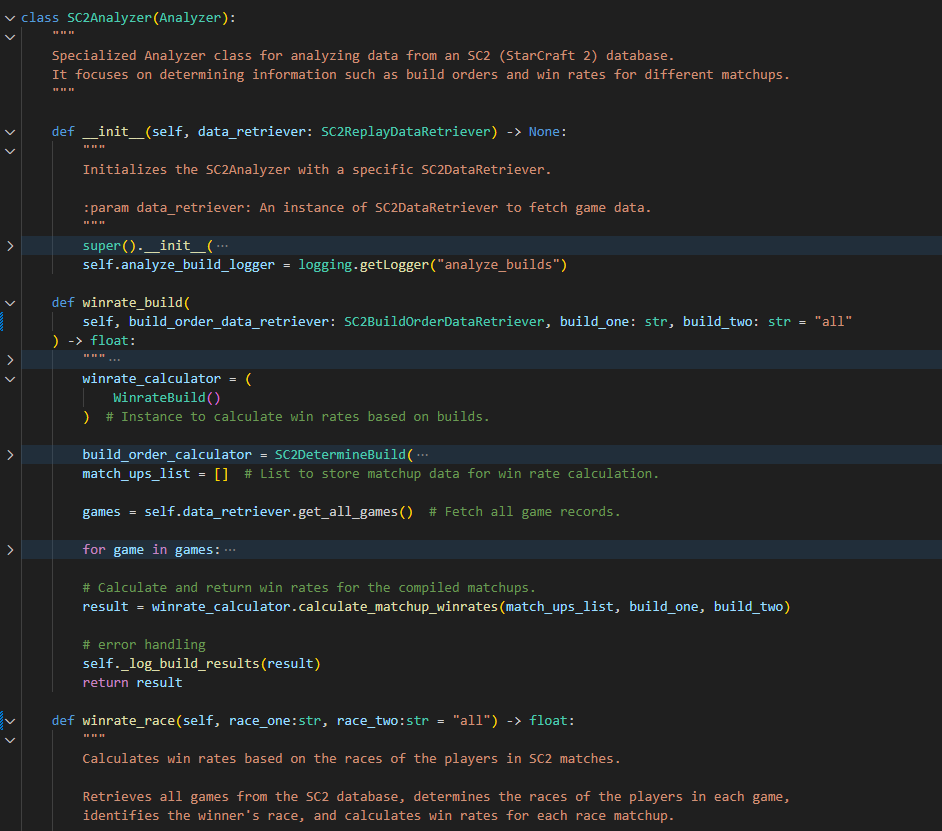 class SC2Analyzer(Analyzer):
    """
    Specialized Analyzer class for analyzing data from an SC2 (StarCraft 2) database.
    It focuses on determining information such as build orders and win rates for different matchups.
    """

    def __init__(self, data_retriever: SC2ReplayDataRetriever) -> None:
        """
        Initializes the SC2Analyzer with a specific SC2DataRetriever.

        :param data_retriever: An instance of SC2DataRetriever to fetch game data.
        """
        super().__init__( ···
        self.analyze_build_logger = logging.getLogger("analyze_builds")

    def winrate_build(
        self, build_order_data_retriever: SC2BuildOrderDataRetriever, build_one: str, build_two: str = "all"
    ) -> float:
        """ ···
        winrate_calculator = (
            WinrateBuild()
        )  # Instance to calculate win rates based on builds.

        build_order_calculator = SC2DetermineBuild( ···
        match_ups_list = []  # List to store matchup data for win rate calculation.

        games = self.data_retriever.get_all_games()  # Fetch all game records.

        for game in games: ···

        # Calculate and return win rates for the compiled matchups.
        result = winrate_calculator.calculate_matchup_winrates(match_ups_list, build_one, build_two)

        # error handling
        self._log_build_results(result)
        return result

    def winrate_race(self, race_one:str, race_two:str = "all") -> float:
        """
        Calculates win rates based on the races of the players in SC2 matches.

        Retrieves all games from the SC2 database, determines the races of the players in each game,
        identifies the winner's race, and calculates win rates for each race matchup.